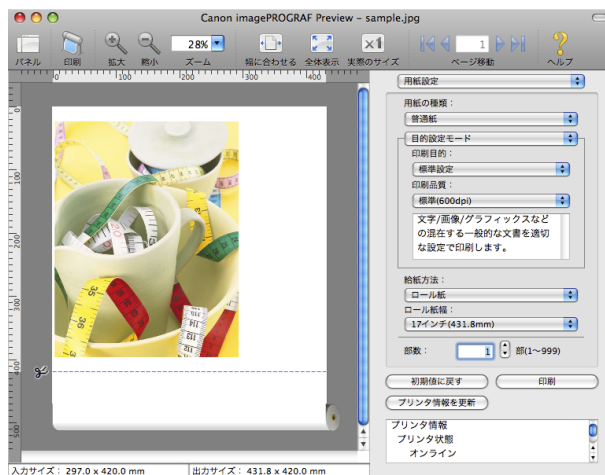 Canon imagePROGRAF Preview – sample.jpg
28%
1
パネル 印刷 拡大 縮小 ズーム 幅に合わせる 全体表示 実際のサイズ ページ移動 ヘルプ
0 100 200 300 400
0
100
200
300
400
500
用紙設定
用紙の種類：
普通紙
目的設定モード
印刷目的：
標準設定
印刷品質：
標準(600dpi)
文字/画像/グラフィックスなど
の混在する一般的な文書を適切
な設定で印刷します。
給紙方法：
ロール紙
ロール紙幅：
17インチ(431.8mm)
部数： 1 部(1〜999)
初期値に戻す 印刷
プリンタ情報を更新
プリンタ情報
プリンタ状態
オンライン
入力サイズ： 297.0 x 420.0 mm 出力サイズ： 431.8 x 420.0 mm